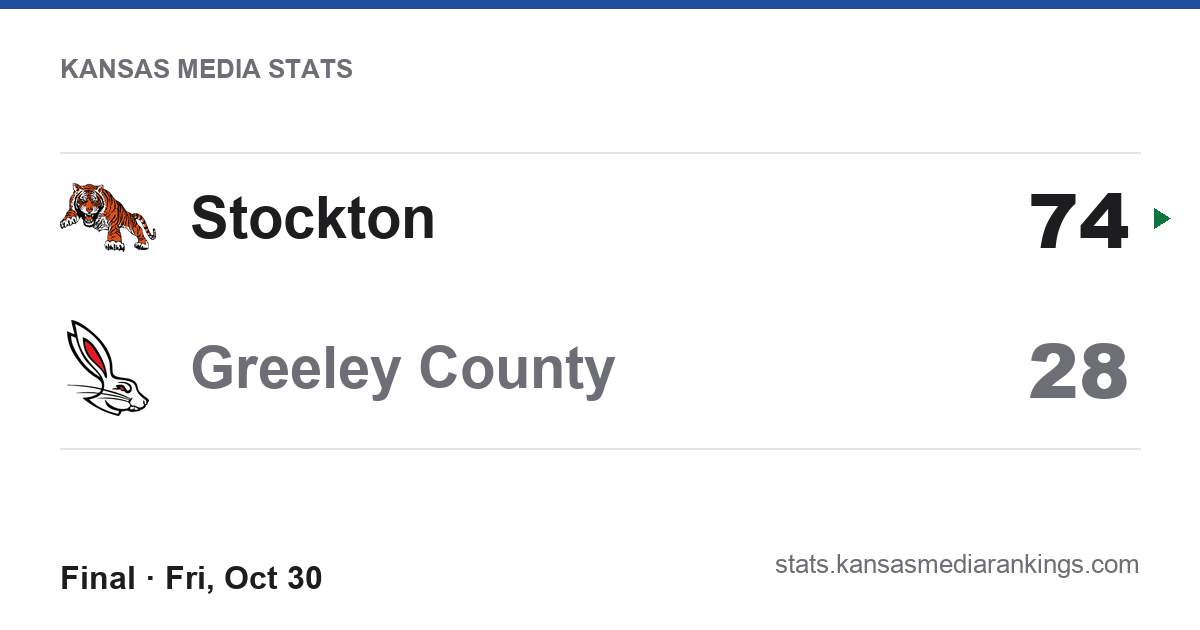 KANSAS MEDIA STATS
Stockton 74
Greeley County 28
Final · Fri, Oct 30
stats.kansasmediarankings.com